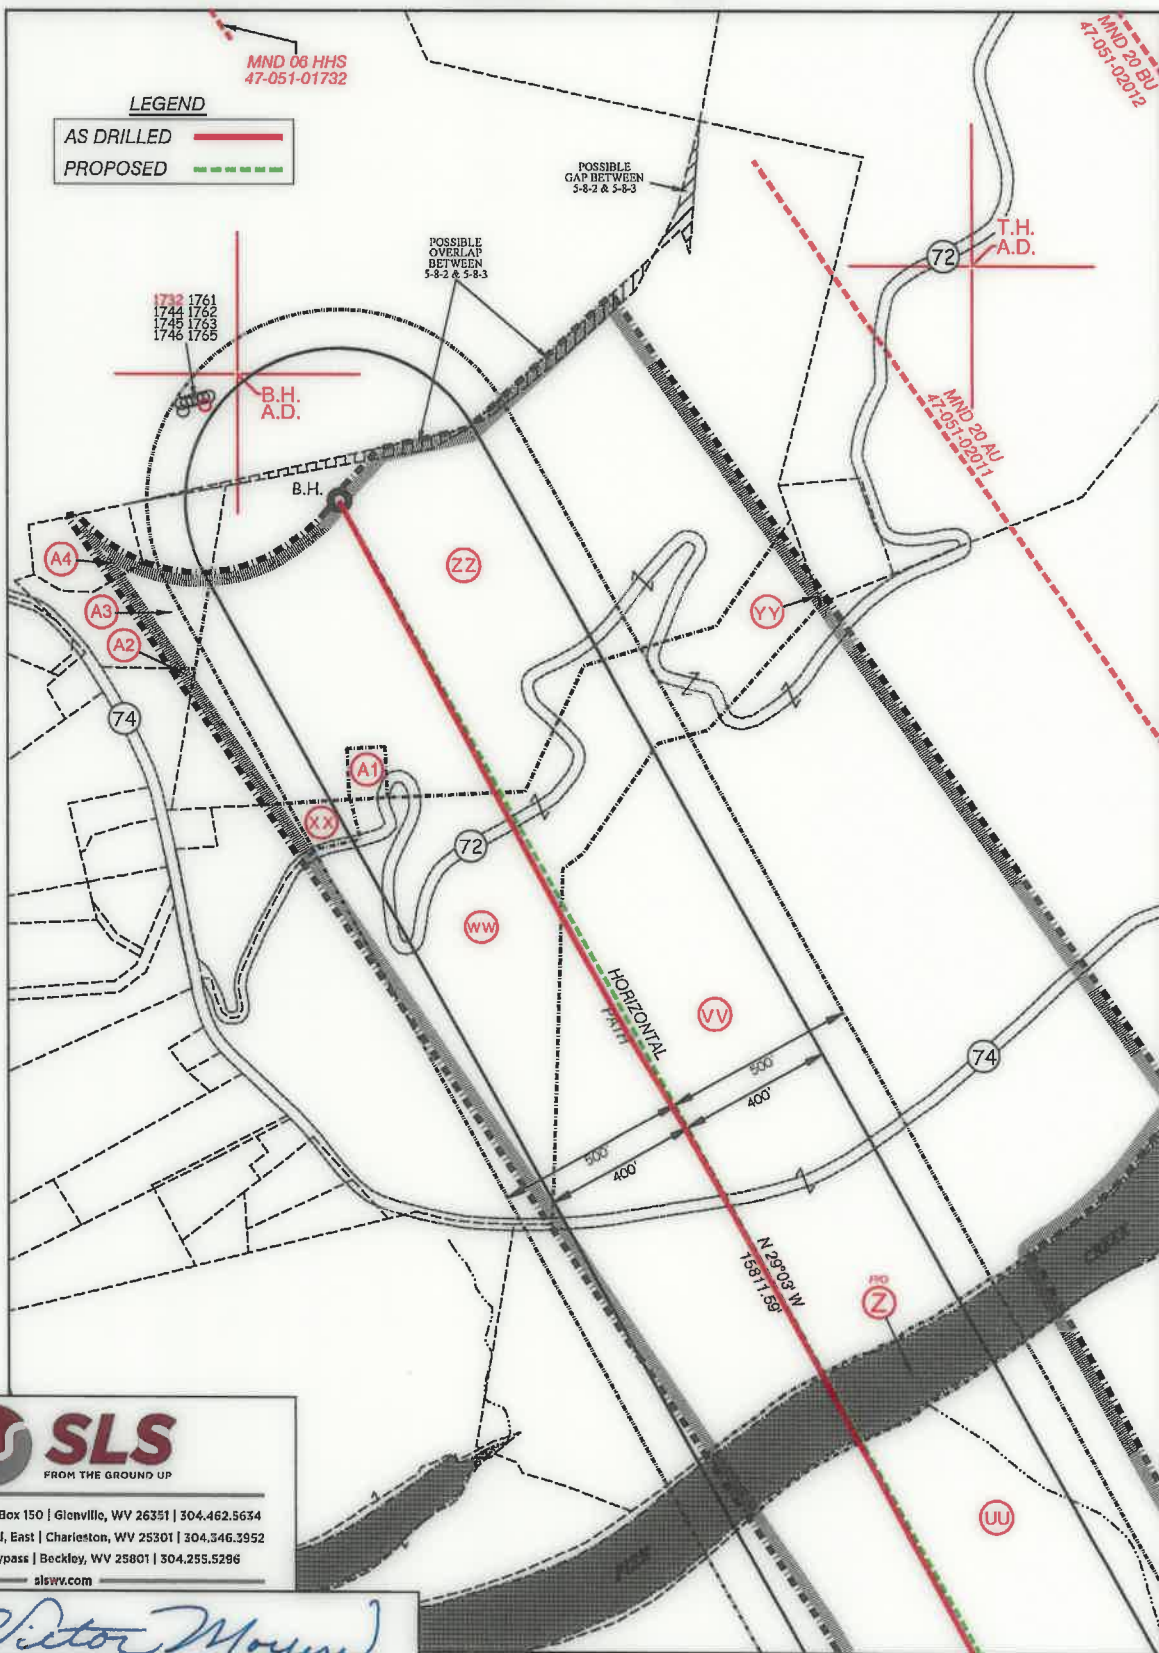 MND 06 HHS
47-051-01732
MND 20 BU
47-051-02012
LEGEND
AS DRILLED
PROPOSED
POSSIBLE
GAP BETWEEN
5-8-2 & 5-8-3
T.H.
A.D.
72
POSSIBLE
OVERLAP
BETWEEN
5-8-2 & 5-8-3
1732 1761
1744 1762
1745 1763
1746 1765
B.H.
A.D.
MND 20 AU
47-051-02011
B.H.
A4
ZZ
A3
YY
A2
74
A1
XX
72
WW
HORIZONTAL
PATH
VV
500'
400'
74
500'
400'
N 29°03' W
15811.59'
P/O
Z
CREEK
SLS
FROM THE GROUND UP
Box 150 | Glenville, WV 26351 | 304.462.5634
East | Charleston, WV 25301 | 304.346.3952
ypass | Beckley, WV 25801 | 304.255.5296
slswv.com
UU
FISH
Victor